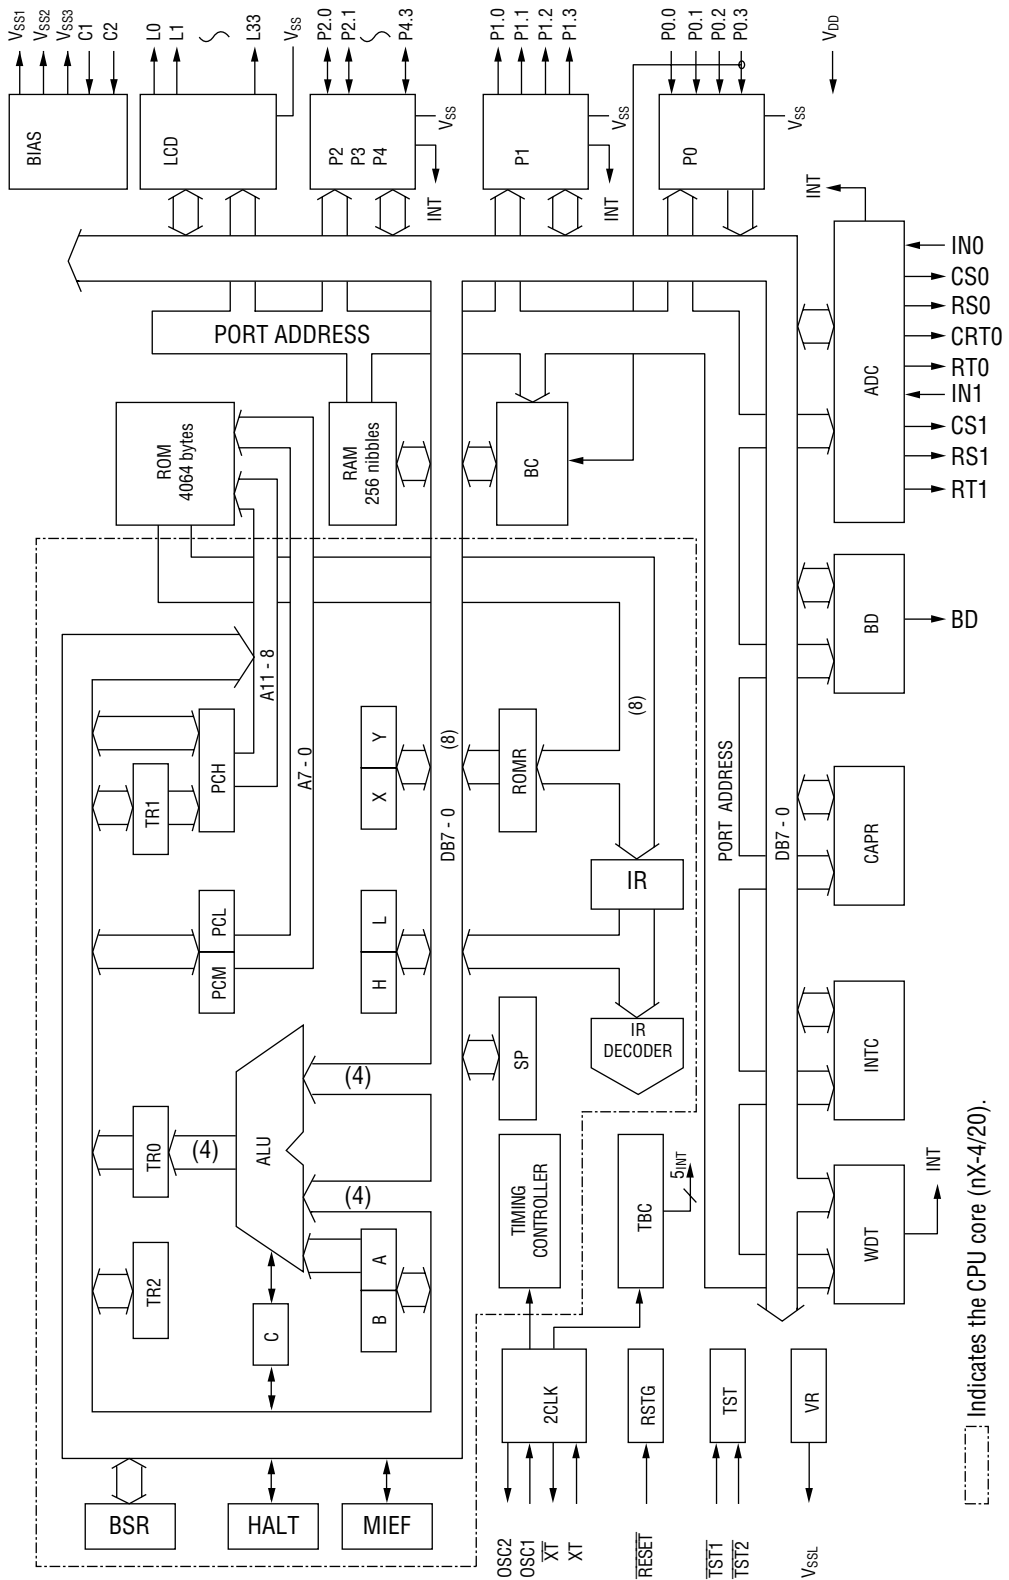 VSS1
VSS2
VSS3
C1
C2
L0
L1
L33
VSS
P2.0
P2.1
P4.3
P1.0
P1.1
P1.2
P1.3
P0.0
P0.1
P0.2
P0.3
VDD
BIAS
LCD
P2
P3
P4
VSS
INT
P1
VSS
INT
P0
VSS
INT
ADC
IN0
CS0
RS0
CRT0
RT0
IN1
CS1
RS1
RT1
PORT ADDRESS
ROM
4064 bytes
RAM
256 nibbles
BC
BD
BD
A11 - 8
A7 - 0
(8)
(8)
DB7 - 0
PCH
TR1
X
Y
ROMR
PORT ADDRESS
DB7 - 0
CAPR
IR
PCM
PCL
H
L
IR
DECODER
SP
INTC
ALU
(4)
(4)
(4)
TR0
TR2
C
B
A
TIMING
CONTROLLER
TBC
5INT
WDT
INT
2CLK
RSTG
TST
VR
BSR
HALT
MIEF
OSC2
OSC1
XT
XT
RESET
TST1
TST2
VSSL
Indicates the CPU core (nX-4/20).